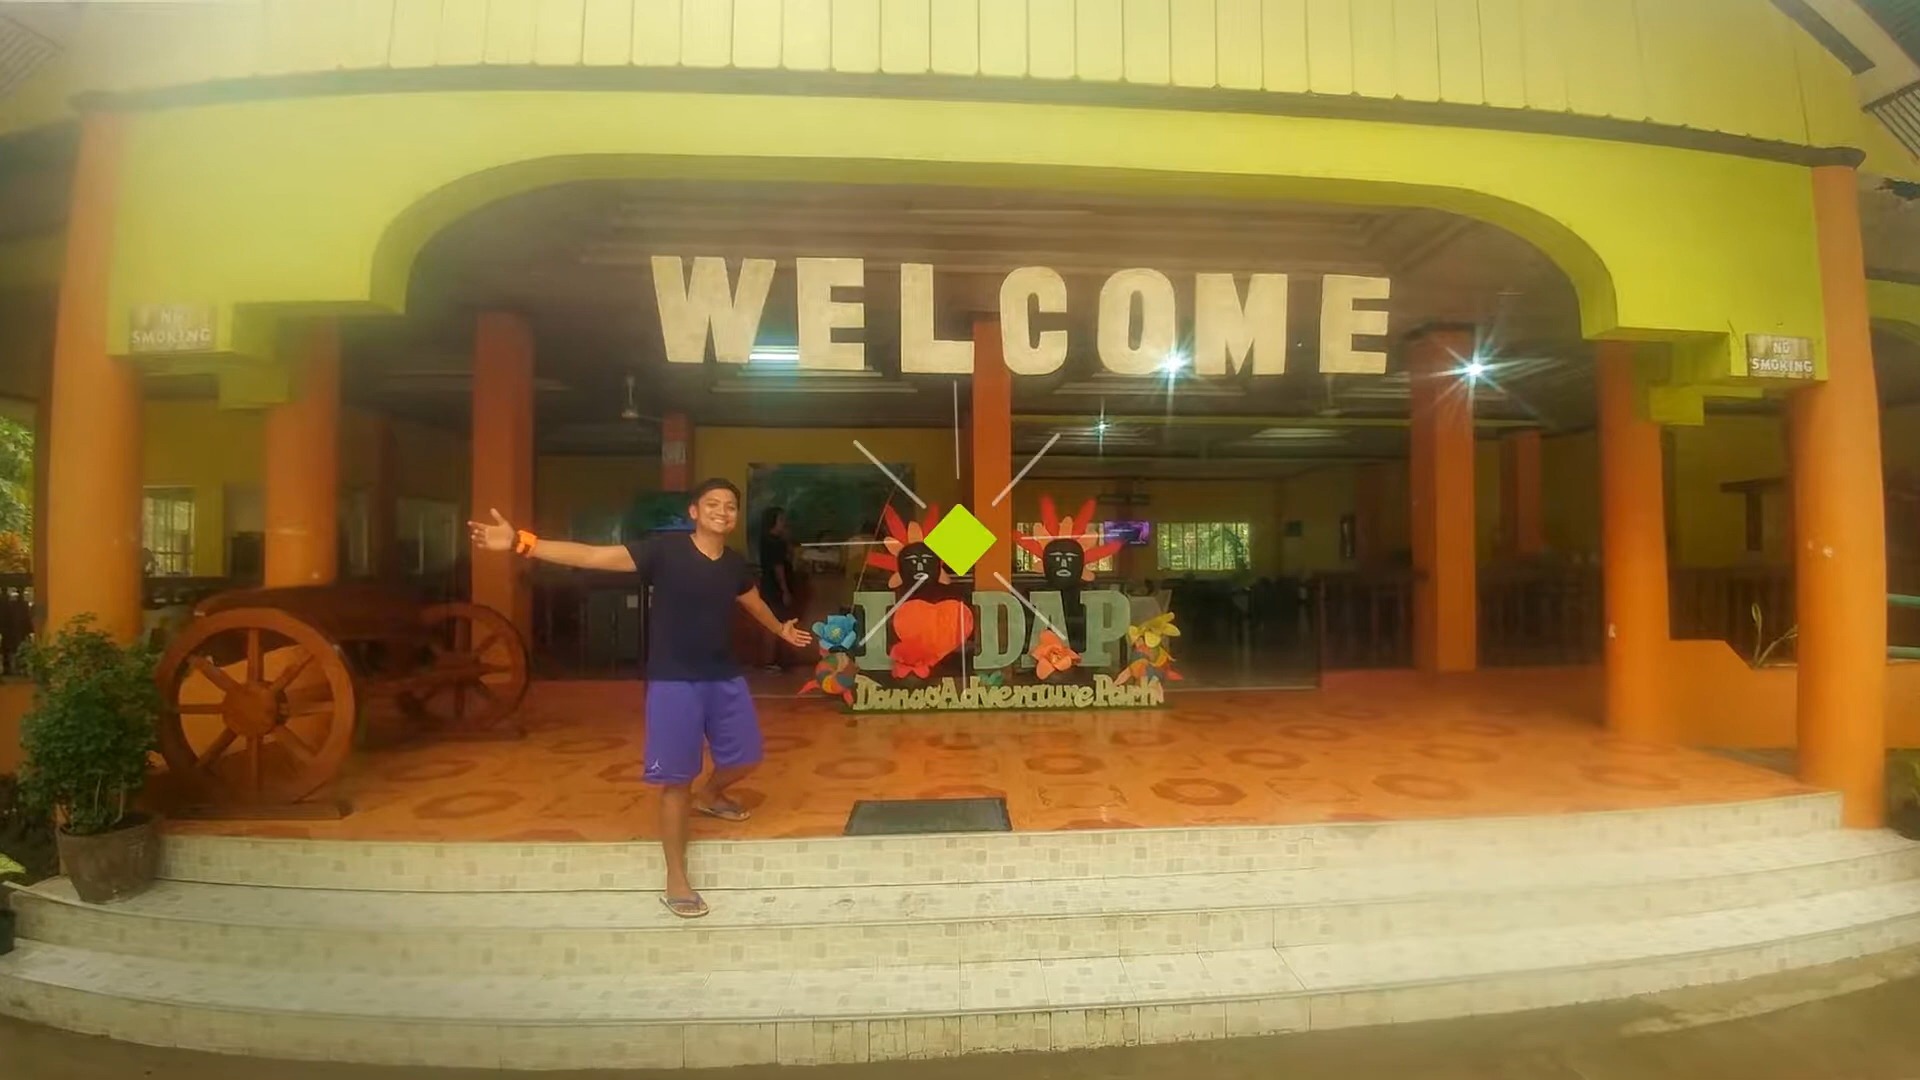 WELCOME
NO
SMOKING
NO
SMOKING
I DAP
Danao Adventure Park